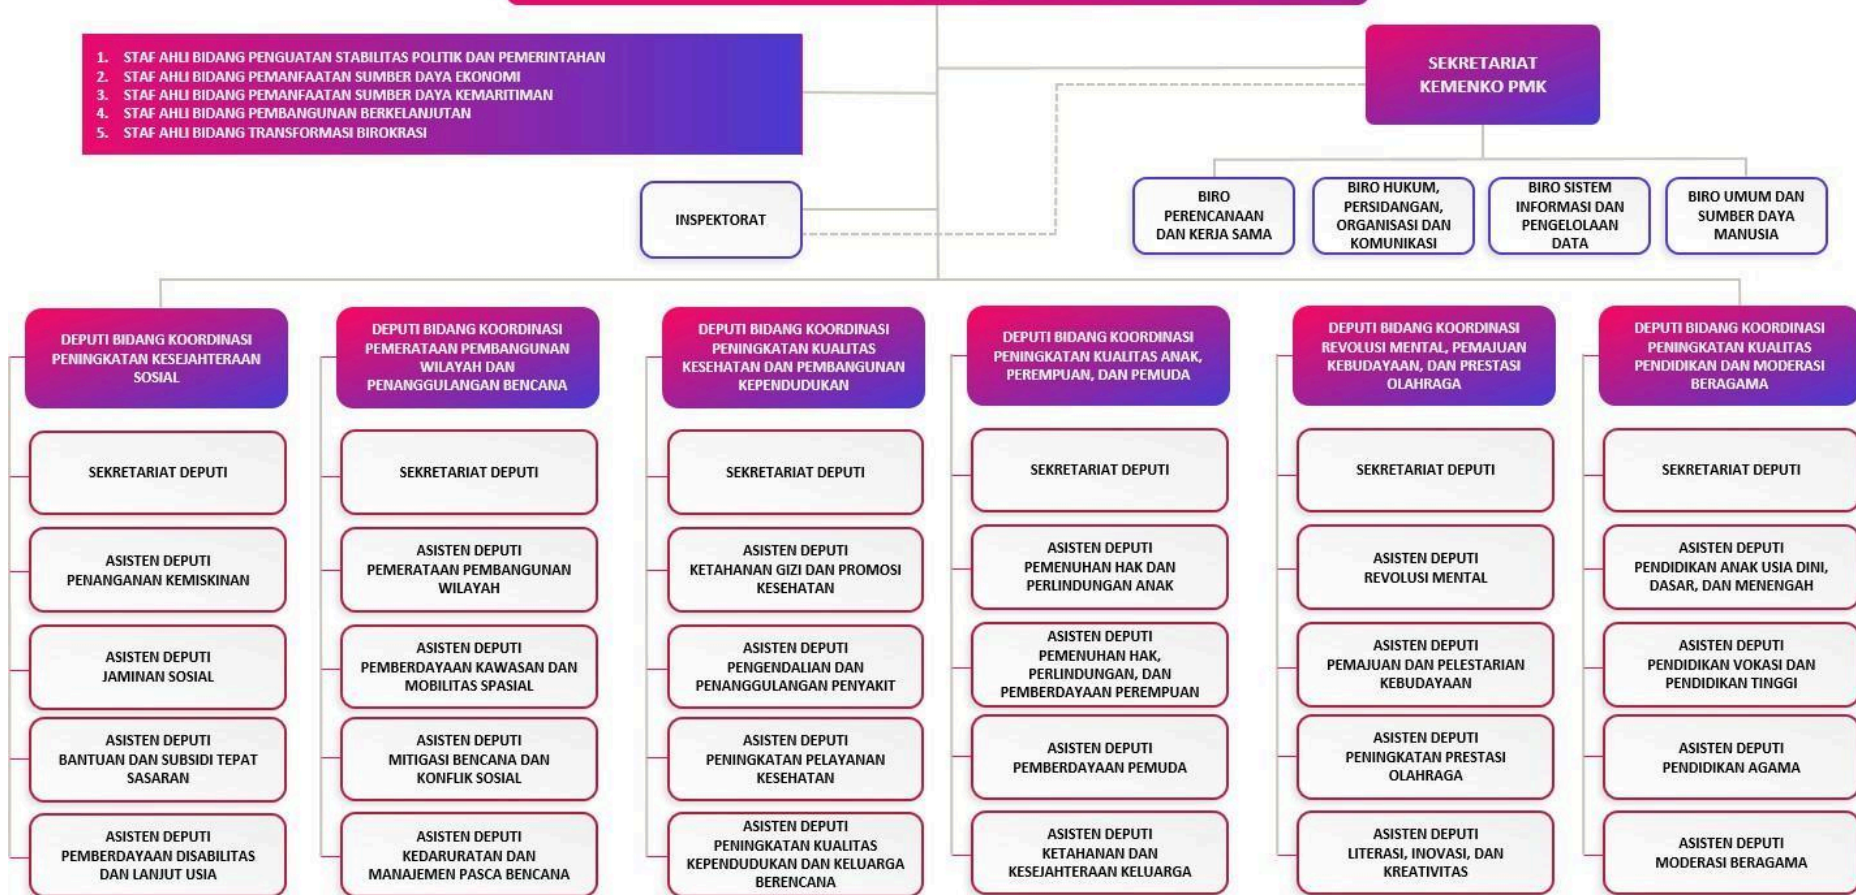 1. STAF AHLI BIDANG PENGUATAN STABILITAS POLITIK DAN PEMERINTAHAN
2. STAF AHLI BIDANG PEMANFAATAN SUMBER DAYA EKONOMI
3. STAF AHLI BIDANG PEMANFAATAN SUMBER DAYA KEMARITIMAN
4. STAF AHLI BIDANG PEMBANGUNAN BERKELANJUTAN
5. STAF AHLI BIDANG TRANSFORMASI BIROKRASI
SEKRETARIAT
KEMENKO PMK
INSPEKTORAT
BIRO
PERENCANAAN
DAN KERJA SAMA
BIRO HUKUM,
PERSIDANGAN,
ORGANISASI DAN
KOMUNIKASI
BIRO SISTEM
INFORMASI DAN
PENGELOLAAN
DATA
BIRO UMUM DAN
SUMBER DAYA
MANUSIA
DEPUTI BIDANG KOORDINASI
PENINGKATAN KESEJAHTERAAN
SOSIAL
SEKRETARIAT DEPUTI
ASISTEN DEPUTI
PENANGANAN KEMISKINAN
ASISTEN DEPUTI
JAMINAN SOSIAL
ASISTEN DEPUTI
BANTUAN DAN SUBSIDI TEPAT
SASARAN
ASISTEN DEPUTI
PEMBERDAYAAN DISABILITAS
DAN LANJUT USIA
DEPUTI BIDANG KOORDINASI
PEMERATAAN PEMBANGUNAN
WILAYAH DAN
PENANGGULANGAN BENCANA
SEKRETARIAT DEPUTI
ASISTEN DEPUTI
PEMERATAAN PEMBANGUNAN
WILAYAH
ASISTEN DEPUTI
PEMBERDAYAAN KAWASAN DAN
MOBILITAS SPASIAL
ASISTEN DEPUTI
MITIGASI BENCANA DAN
KONFLIK SOSIAL
ASISTEN DEPUTI
KEDARURATAN DAN
MANAJEMEN PASCA BENCANA
DEPUTI BIDANG KOORDINASI
PENINGKATAN KUALITAS
KESEHATAN DAN PEMBANGUNAN
KEPENDUDUKAN
SEKRETARIAT DEPUTI
ASISTEN DEPUTI
KETAHANAN GIZI DAN PROMOSI
KESEHATAN
ASISTEN DEPUTI
PENGENDALIAN DAN
PENANGGULANGAN PENYAKIT
ASISTEN DEPUTI
PENINGKATAN PELAYANAN
KESEHATAN
ASISTEN DEPUTI
PENINGKATAN KUALITAS
KEPENDUDUKAN DAN KELUARGA
BERENCANA
DEPUTI BIDANG KOORDINASI
PENINGKATAN KUALITAS ANAK,
PEREMPUAN, DAN PEMUDA
SEKRETARIAT DEPUTI
ASISTEN DEPUTI
PEMENUHAN HAK DAN
PERLINDUNGAN ANAK
ASISTEN DEPUTI
PEMENUHAN HAK,
PERLINDUNGAN, DAN
PEMBERDAYAAN PEREMPUAN
ASISTEN DEPUTI
PEMBERDAYAAN PEMUDA
ASISTEN DEPUTI
KETAHANAN DAN
KESEJAHTERAAN KELUARGA
DEPUTI BIDANG KOORDINASI
REVOLUSI MENTAL, PEMAJUAN
KEBUDAYAAN, DAN PRESTASI
OLAHRAGA
SEKRETARIAT DEPUTI
ASISTEN DEPUTI
REVOLUSI MENTAL
ASISTEN DEPUTI
PEMAJUAN DAN PELESTARIAN
KEBUDAYAAN
ASISTEN DEPUTI
PENINGKATAN PRESTASI
OLAHRAGA
ASISTEN DEPUTI
LITERASI, INOVASI, DAN
KREATIVITAS
DEPUTI BIDANG KOORDINASI
PENINGKATAN KUALITAS
PENDIDIKAN DAN MODERASI
BERAGAMA
SEKRETARIAT DEPUTI
ASISTEN DEPUTI
PENDIDIKAN ANAK USIA DINI,
DASAR, DAN MENENGAH
ASISTEN DEPUTI
PENDIDIKAN VOKASI DAN
PENDIDIKAN TINGGI
ASISTEN DEPUTI
PENDIDIKAN AGAMA
ASISTEN DEPUTI
MODERASI BERAGAMA